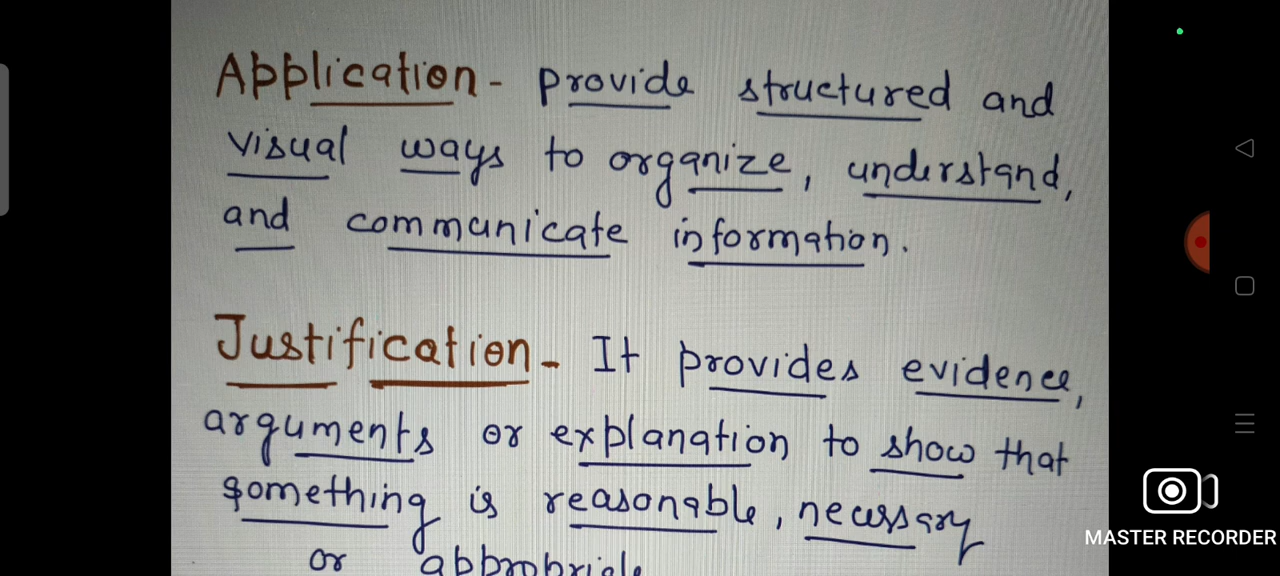 Application - provide structured and
visual ways to organize, understand,
and communicate information.
Justification - It provides evidence,
arguments or explanation to show that
something is reasonable, necessary
or
MASTER RECORDER